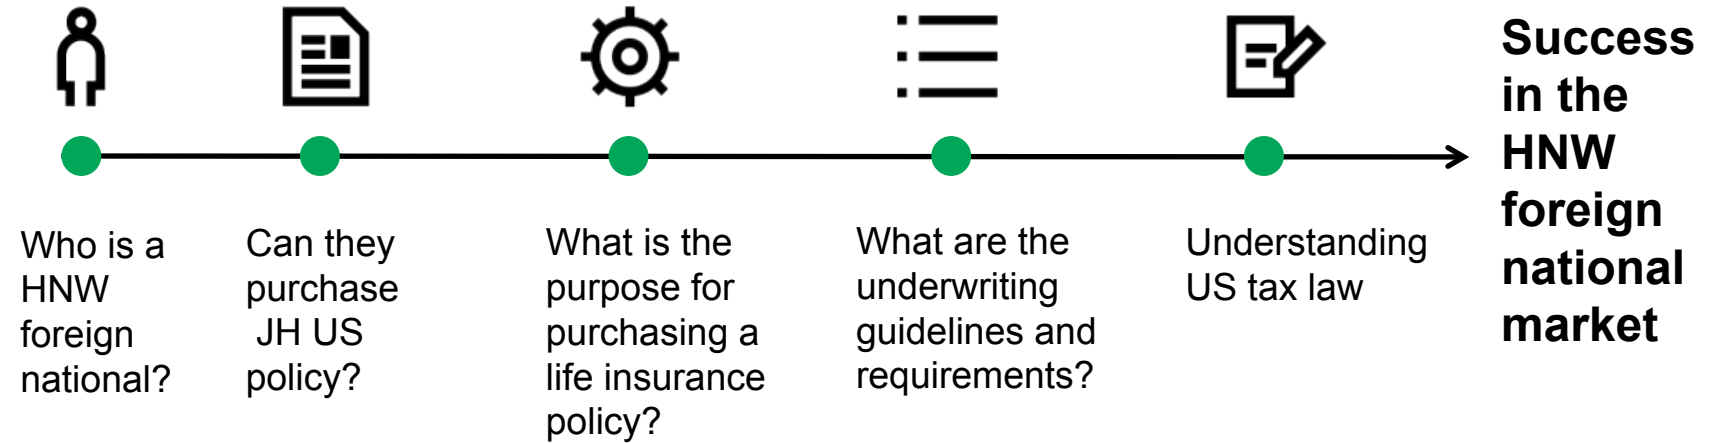 Who is a
HNW
foreign
national?
Can they
purchase
JH US
policy?
What is the
purpose for
purchasing a
life insurance
policy?
What are the
underwriting
guidelines and
requirements?
Understanding
US tax law
Success
in the
HNW
foreign
national
market